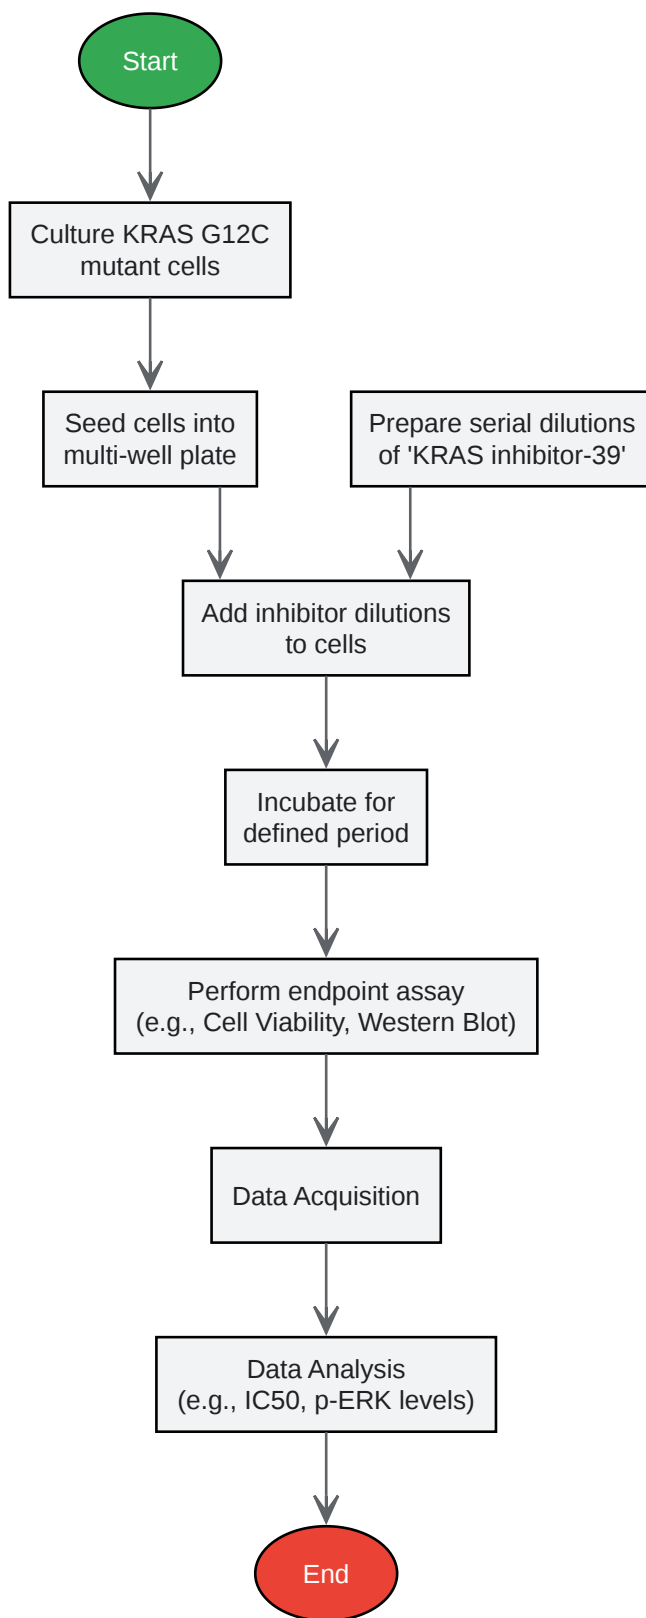 Start
Culture KRAS G12C
mutant cells
Seed cells into
multi-well plate
Prepare serial dilutions
of 'KRAS inhibitor-39'
Add inhibitor dilutions
to cells
Incubate for
defined period
Perform endpoint assay
(e.g., Cell Viability, Western Blot)
Data Acquisition
Data Analysis
(e.g., IC50, p-ERK levels)
End